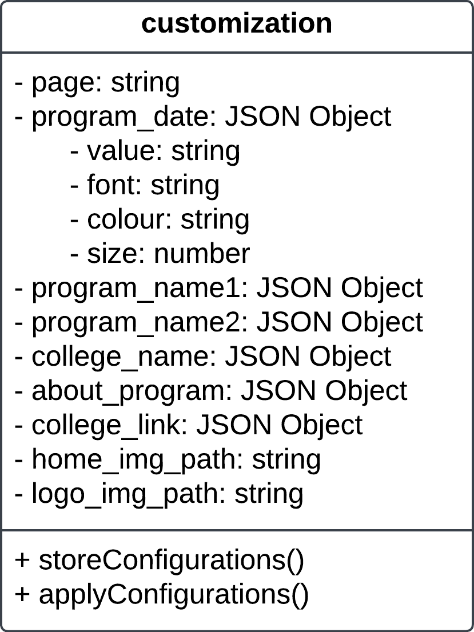 customization
- page: string
- program_date: JSON Object
- value: string
- font: string
- colour: string
- size: number
- program_name1: JSON Object
- program_name2: JSON Object
- college_name: JSON Object
- about_program: JSON Object
- college_link: JSON Object
- home_img_path: string
- logo_img_path: string
+ storeConfigurations()
+ applyConfigurations()